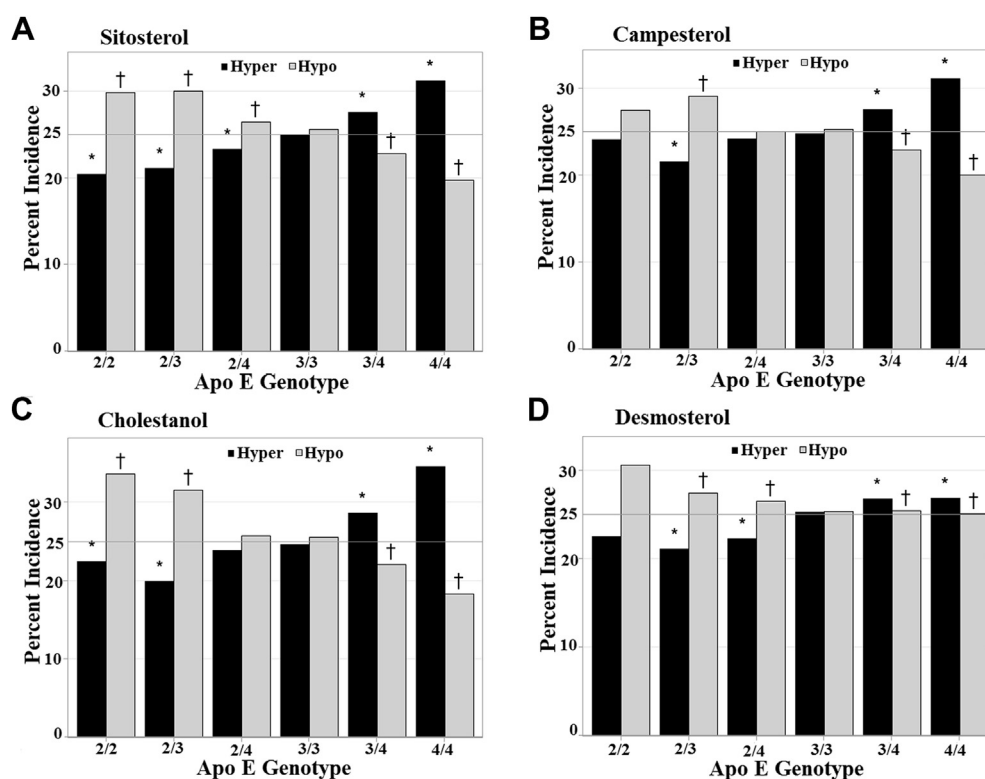 A
Sitosterol
Hyper Hypo
Percent Incidence
30
25
20
10
0
* † * † * † * † * †
2/2 2/3 2/4 3/3 3/4 4/4
Apo E Genotype
B
Campesterol
Hyper Hypo
Percent Incidence
30
25
20
10
0
* † * † * †
2/2 2/3 2/4 3/3 3/4 4/4
Apo E Genotype
C
Cholestanol
Hyper Hypo
Percent Incidence
30
25
20
10
0
* † * † * † * †
2/2 2/3 2/4 3/3 3/4 4/4
Apo E Genotype
D
Desmosterol
Hyper Hypo
Percent Incidence
30
25
20
10
0
* † * † * † * †
2/2 2/3 2/4 3/3 3/4 4/4
Apo E Genotype